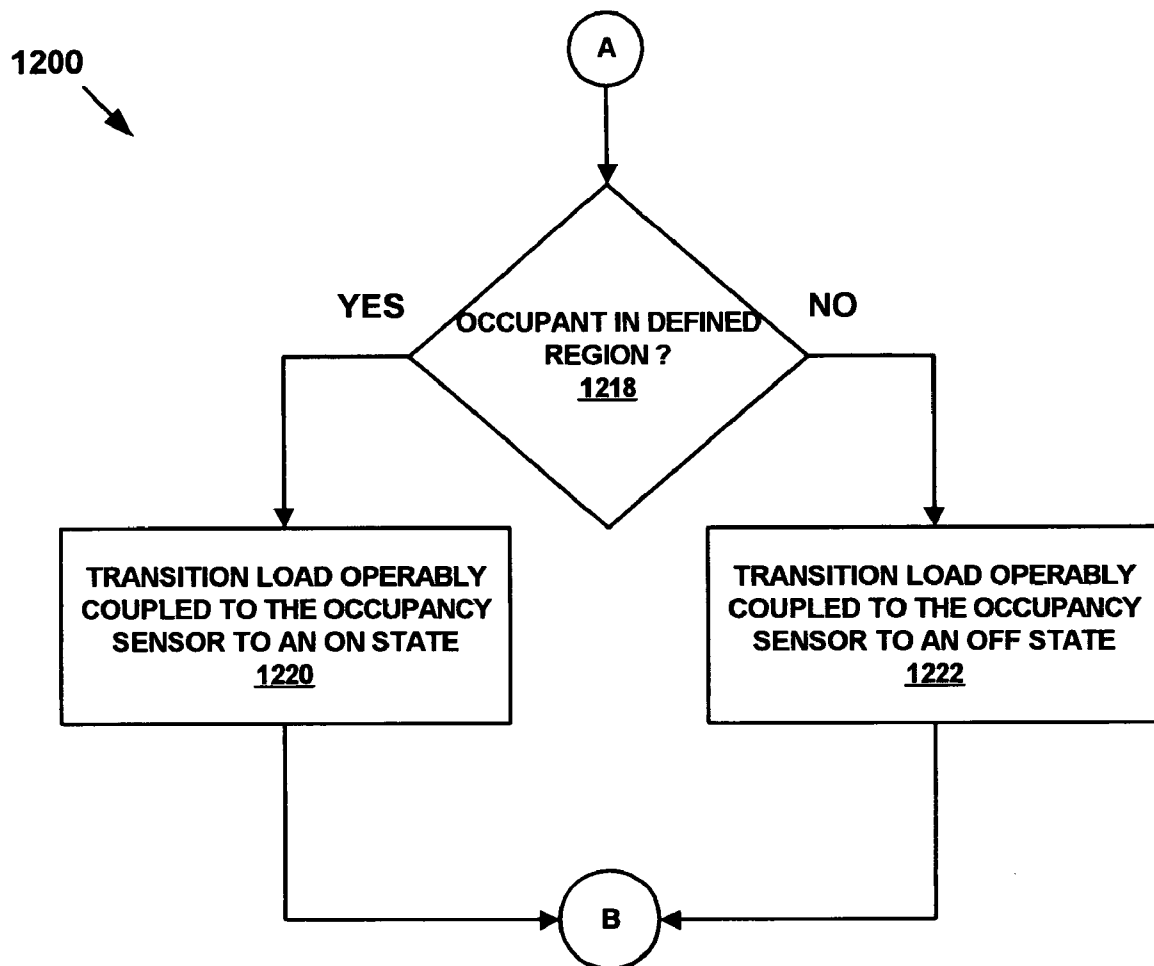 A
1200
YES
NO
OCCUPANT IN DEFINED
REGION ?
1218
TRANSITION LOAD OPERABLY
COUPLED TO THE OCCUPANCY
SENSOR TO AN ON STATE
1220
TRANSITION LOAD OPERABLY
COUPLED TO THE OCCUPANCY
SENSOR TO AN OFF STATE
1222
B